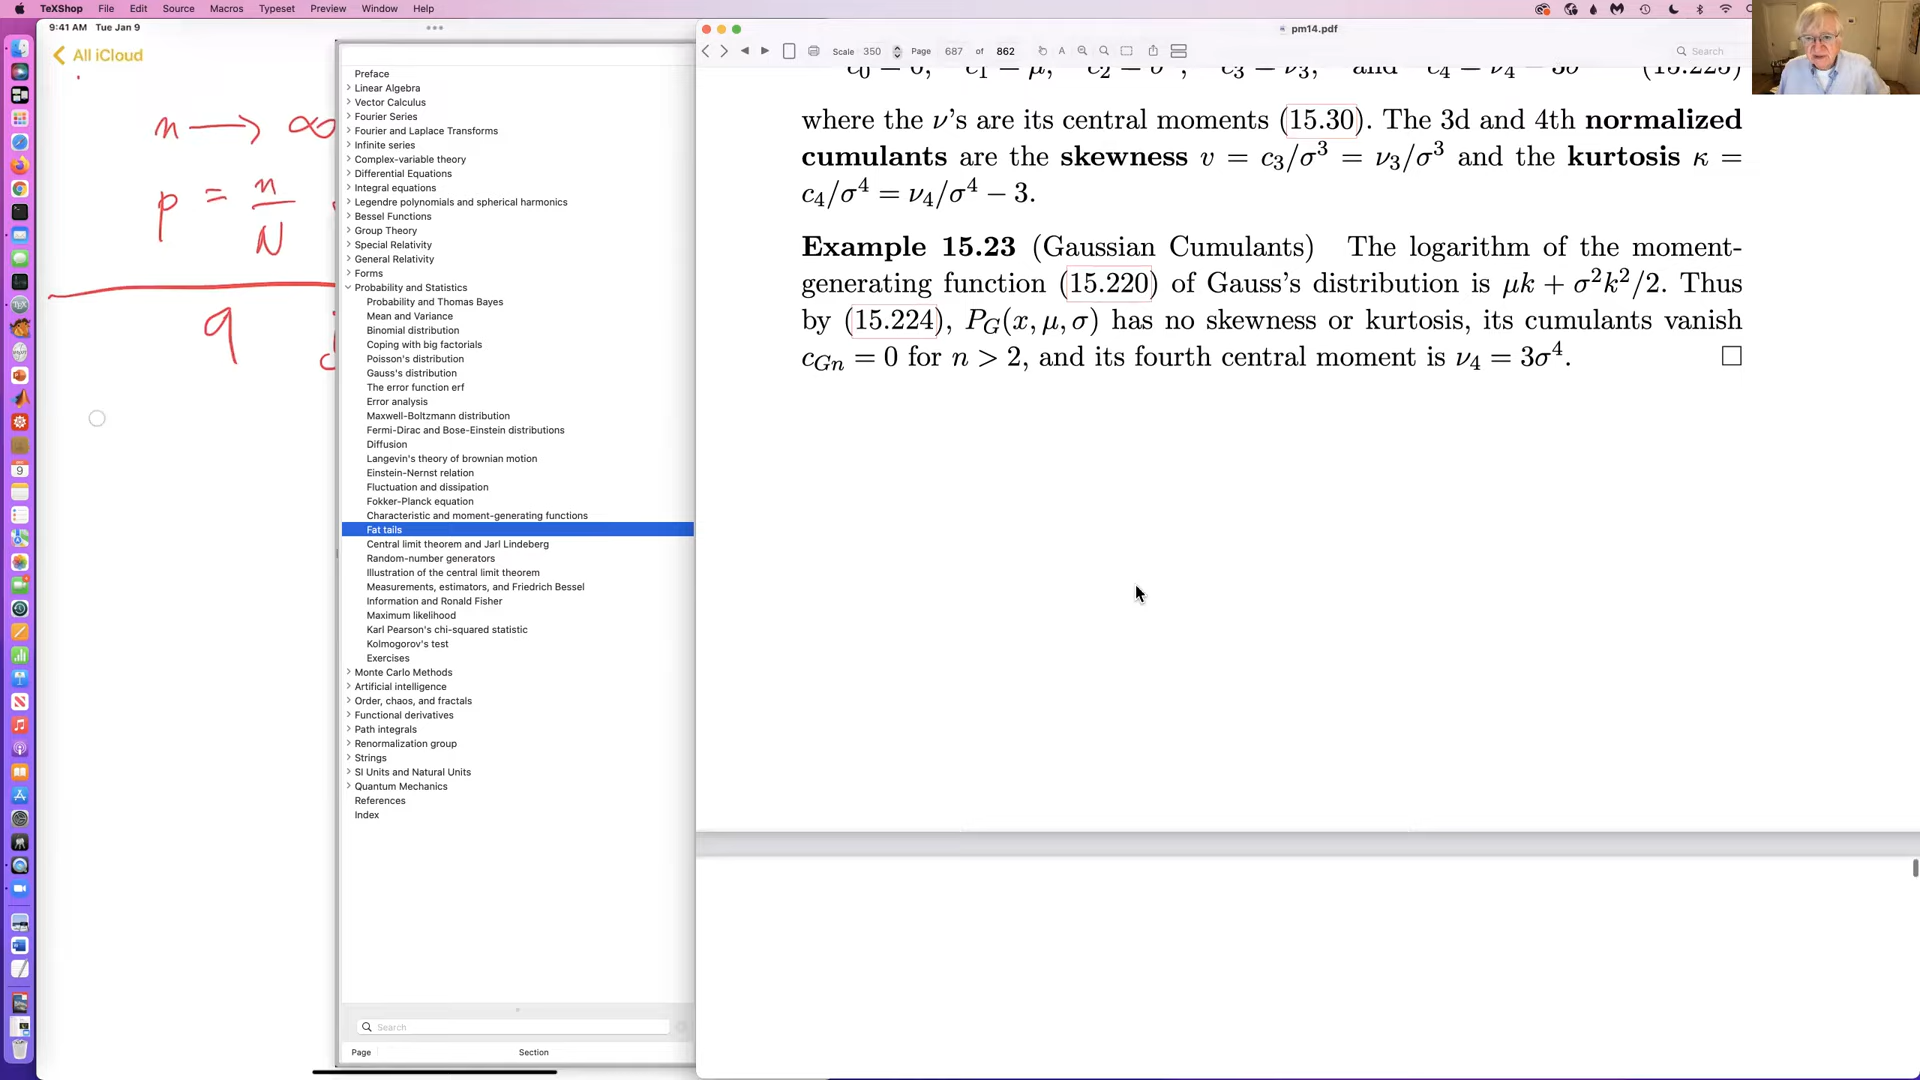 TeXShop File Edit Source Macros Typeset Preview Window Help
9:41 AM Tue Jan 9
All iCloud
n → ∞
p = n/N
9
Preface
Linear Algebra
Vector Calculus
Fourier Series
Fourier and Laplace Transforms
Infinite series
Complex-variable theory
Differential Equations
Integral equations
Legendre polynomials and spherical harmonics
Bessel Functions
Group Theory
Special Relativity
General Relativity
Forms
Probability and Statistics
Probability and Thomas Bayes
Mean and Variance
Binomial distribution
Coping with big factorials
Poisson's distribution
Gauss's distribution
The error function erf
Error analysis
Maxwell-Boltzmann distribution
Fermi-Dirac and Bose-Einstein distributions
Diffusion
Langevin's theory of brownian motion
Einstein-Nernst relation
Fluctuation and dissipation
Fokker-Planck equation
Characteristic and moment-generating functions
Fat tails
Central limit theorem and Jarl Lindeberg
Random-number generators
Illustration of the central limit theorem
Measurements, estimators, and Friedrich Bessel
Information and Ronald Fisher
Maximum likelihood
Karl Pearson's chi-squared statistic
Kolmogorov's test
Exercises
Monte Carlo Methods
Artificial intelligence
Order, chaos, and fractals
Functional derivatives
Path integrals
Renormalization group
Strings
SI Units and Natural Units
Quantum Mechanics
References
Index
Search
Page Section
pm14.pdf
Scale 350 Page 687 of 862 Search
where the ν's are its central moments (15.30). The 3d and 4th normalized
cumulants are the skewness v = c₃/σ³ = ν₃/σ³ and the kurtosis κ =
c₄/σ⁴ = ν₄/σ⁴ − 3.
Example 15.23 (Gaussian Cumulants) The logarithm of the moment-
generating function (15.220) of Gauss's distribution is μk + σ²k²/2. Thus
by (15.224), P_G(x, μ, σ) has no skewness or kurtosis, its cumulants vanish
c_Gn = 0 for n > 2, and its fourth central moment is ν₄ = 3σ⁴. □